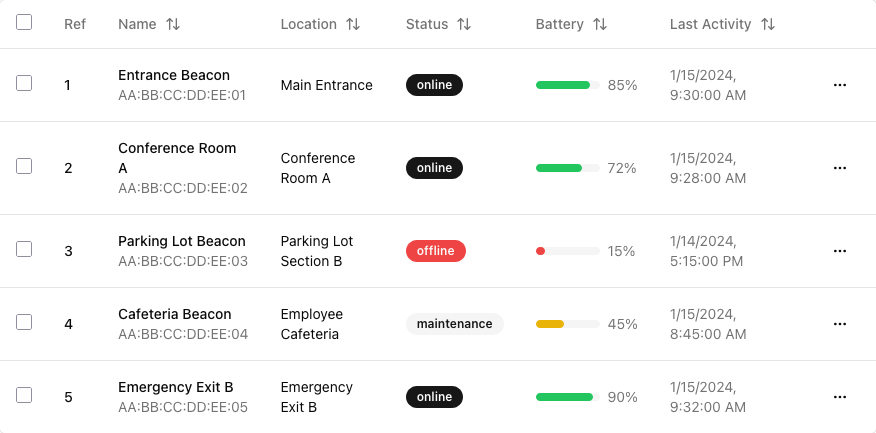 Ref Name Location Status Battery Last Activity
1 Entrance Beacon Main Entrance online 85% 1/15/2024,
AA:BB:CC:DD:EE:01 9:30:00 AM
Conference Room
2 A Conference Room A online 72% 1/15/2024,
AA:BB:CC:DD:EE:02 9:28:00 AM
3 Parking Lot Beacon Parking Lot offline 15% 1/14/2024,
AA:BB:CC:DD:EE:03 Section B 5:15:00 PM
4 Cafeteria Beacon Employee maintenance 45% 1/15/2024,
AA:BB:CC:DD:EE:04 Cafeteria 8:45:00 AM
5 Emergency Exit B Emergency online 90% 1/15/2024,
AA:BB:CC:DD:EE:05 Exit B 9:32:00 AM